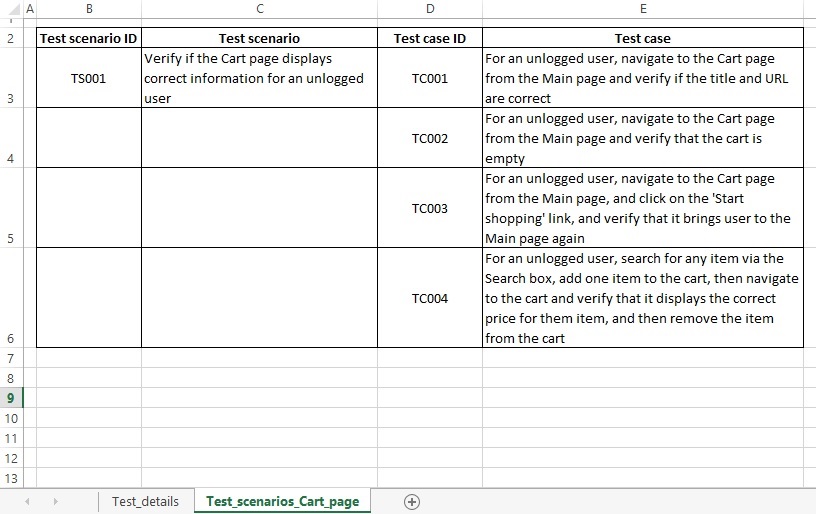 A B C D E
1
2 Test scenario ID Test scenario Test case ID Test case
Verify if the Cart page displays
correct information for an unlogged
user
TS001
TC001
For an unlogged user, navigate to the Cart page
from the Main page and verify if the title and URL
are correct
3
TC002
For an unlogged user, navigate to the Cart page
from the Main page and verify that the cart is
empty
4
TC003
For an unlogged user, navigate to the Cart page
from the Main page, and click on the 'Start
shopping' link, and verify that it brings user to the
Main page again
5
TC004
For an unlogged user, search for any item via the
Search box, add one item to the cart, then navigate
to the cart and verify that it displays the correct
price for them item, and then remove the item
from the cart
6
7
8
9
10
11
12
13
Test_details Test_scenarios_Cart_page